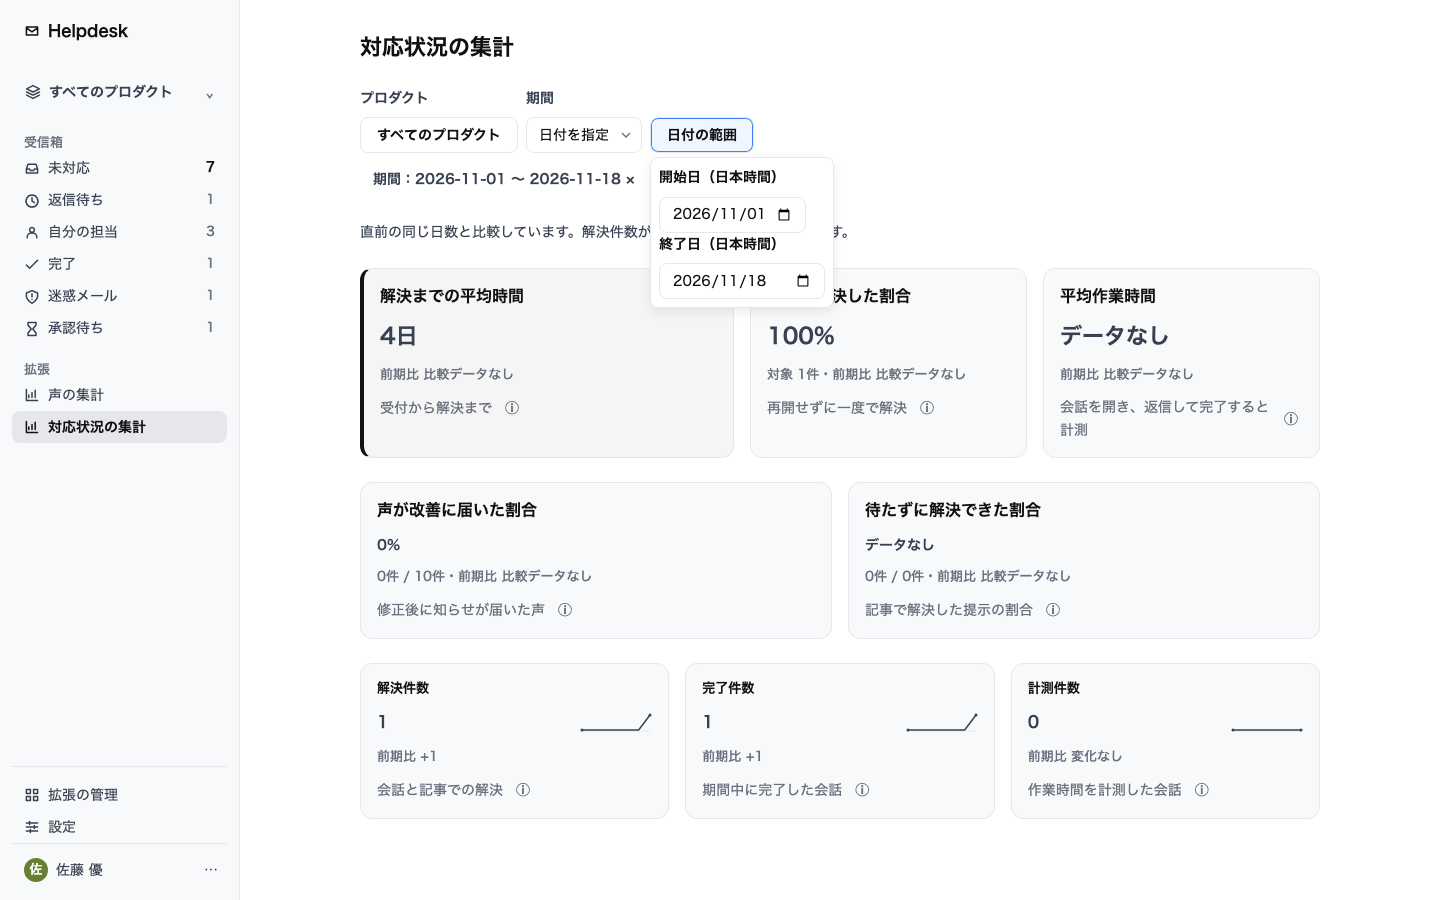 Helpdesk
すべてのプロダクト
受信箱
未対応 7
返信待ち 1
自分の担当 3
完了 1
迷惑メール 1
承認待ち 1
拡張
声の集計
対応状況の集計
拡張の管理
設定
佐 佐藤 優 …
対応状況の集計
プロダクト 期間
すべてのプロダクト 日付を指定 日付の範囲
期間：2026-11-01 〜 2026-11-18 ×
開始日（日本時間）
2026/11/01
終了日（日本時間）
2026/11/18
直前の同じ日数と比較しています。解決件数が
す。
解決までの平均時間
4日
前期比 比較データなし
受付から解決まで
決した割合
100%
対象 1件・前期比 比較データなし
再開せずに一度で解決
平均作業時間
データなし
前期比 比較データなし
会話を開き、返信して完了すると
計測
声が改善に届いた割合
0%
0件 / 10件・前期比 比較データなし
修正後に知らせが届いた声
待たずに解決できた割合
データなし
0件 / 0件・前期比 比較データなし
記事で解決した提示の割合
解決件数
1
前期比 +1
会話と記事での解決
完了件数
1
前期比 +1
期間中に完了した会話
計測件数
0
前期比 変化なし
作業時間を計測した会話